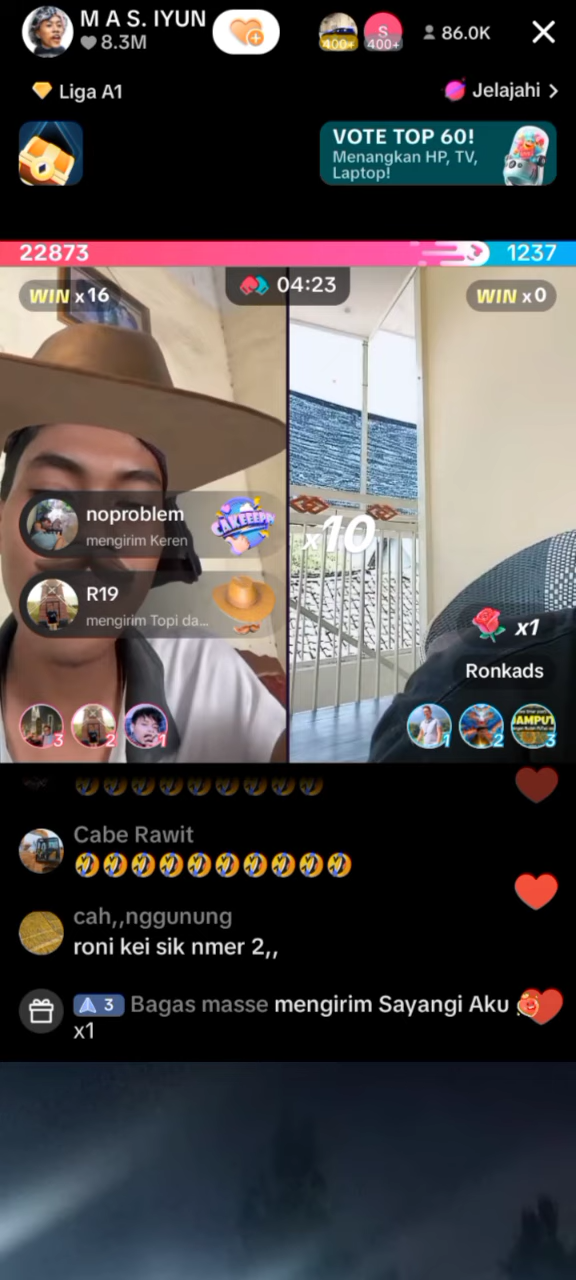 M A S. IYUN
8.3M
400+
S
400+
86.0K
Liga A1
Jelajahi
VOTE TOP 60!
Menangkan HP, TV,
Laptop!
22873
1237
WIN x16
04:23
WIN x0
noproblem
mengirim Keren
CAKEEEPP
R19
mengirim Topi da...
x10
x1
Ronkads
3
2
1
1
2
AMPU
3
Cabe Rawit
🤣🤣🤣🤣🤣🤣🤣🤣🤣🤣
cah,,nggunung
roni kei sik nmer 2,,
3 Bagas masse mengirim Sayangi Aku
x1